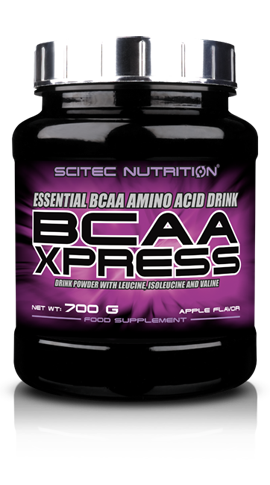 SCITEC NUTRITION®
ESSENTIAL BCAA AMINO ACID DRINK
BCAA
XPRESS
DRINK POWDER WITH LEUCINE, ISOLEUCINE AND VALINE
NET WT: 700 G
APPLE FLAVOR
FOOD SUPPLEMENT